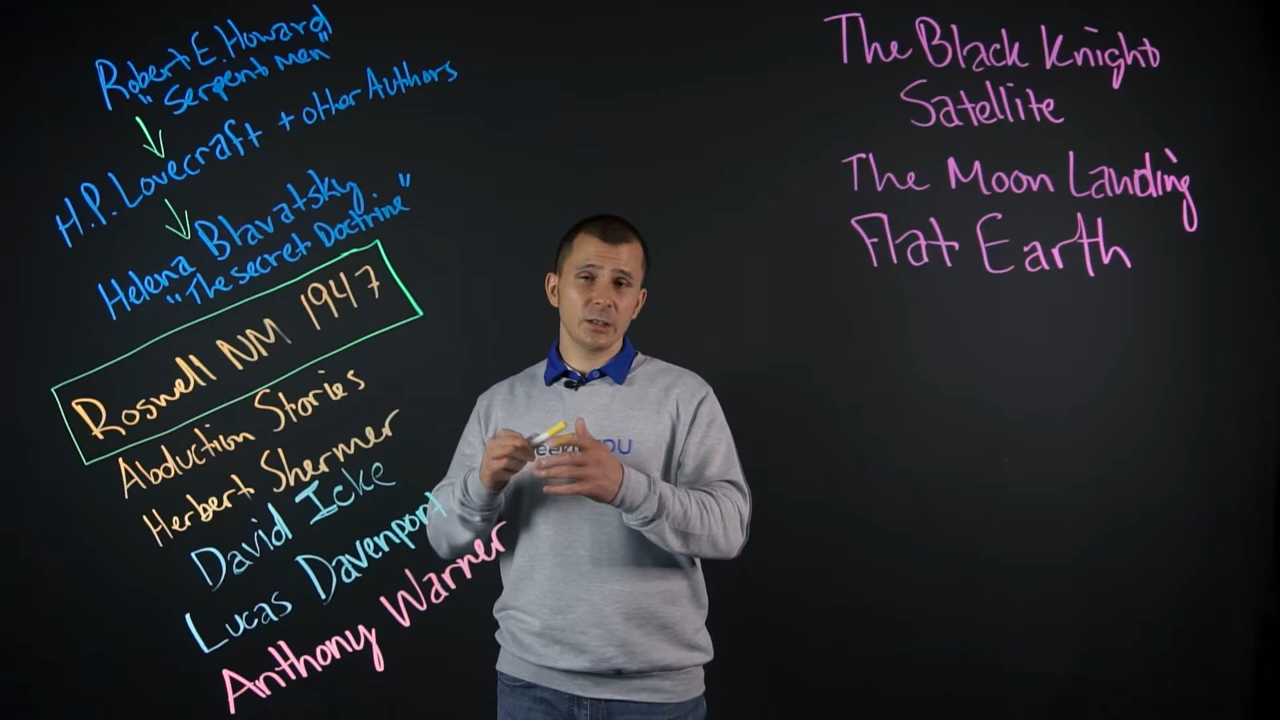 Robert E. Howard
"Serpent men"
H.P. Lovecraft + other Authors
Helena Blavatsky
"The secret Doctrine"
Roswell NM 1947
Abduction Stories
Herbert Shermer
David Icke
Lucas Davenport
Anthony Warner
The Black Knight
Satellite
The Moon Landing
Flat Earth